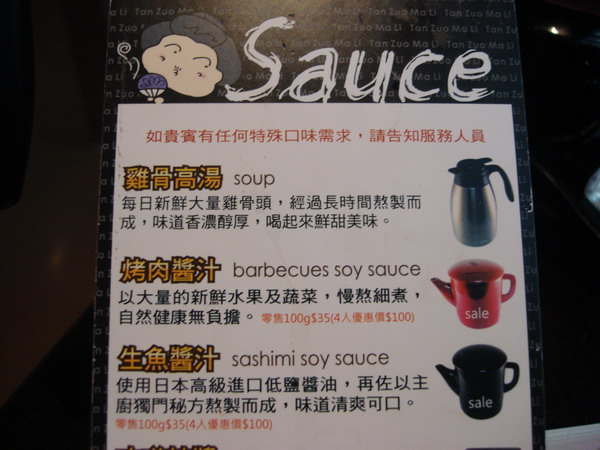 Tan Zuo Ma Li
Sauce
如貴賓有任何特殊口味需求，請告知服務人員
雞骨高湯 soup
每日新鮮大量雞骨頭，經過長時間熬製而
成，味道香濃醇厚，喝起來鮮甜美味。
烤肉醬汁 barbecues soy sauce
以大量的新鮮水果及蔬菜，慢熬細煮，
自然健康無負擔。零售100g$35(4人優惠價$100)
sale
生魚醬汁 sashimi soy sauce
使用日本高級進口低鹽醬油，再佐以主
廚獨門秘方熬製而成，味道清爽可口。
零售100g$35(4人優惠價$100)
sale